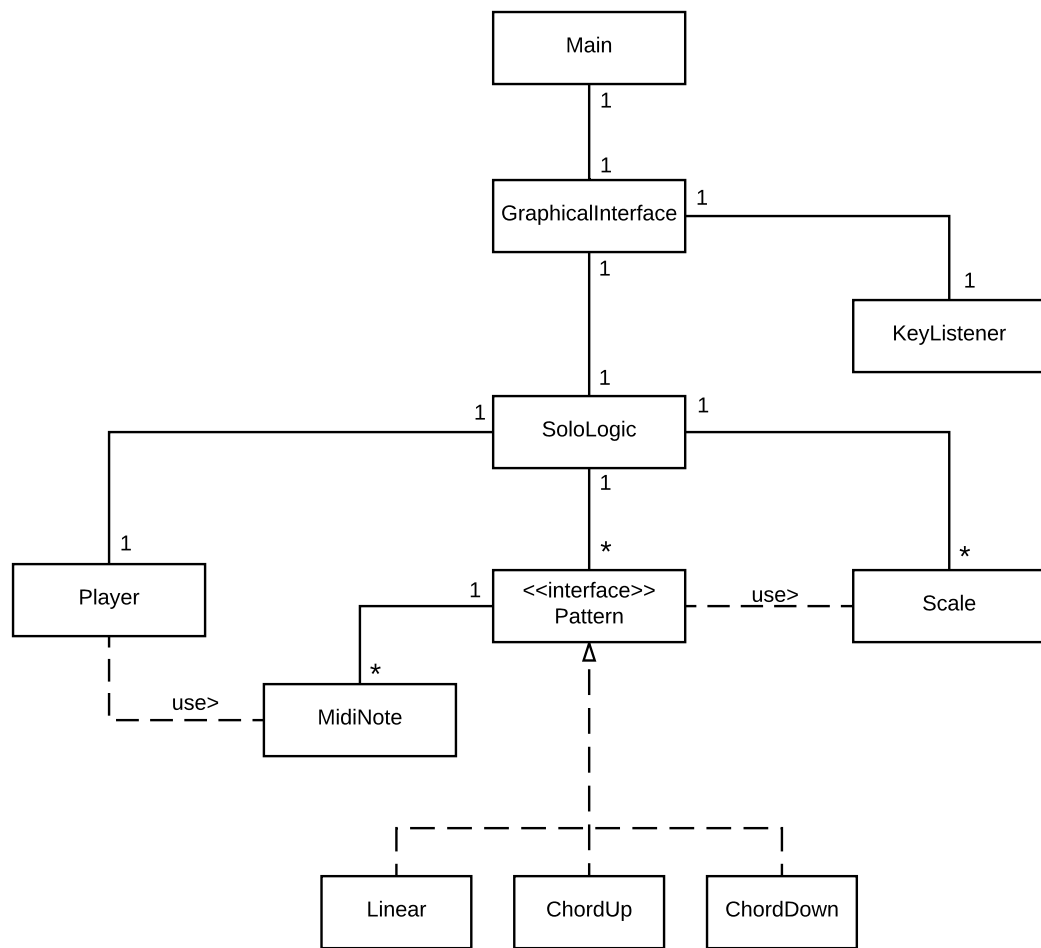 Main
1
1
GraphicalInterface
1
1
1
KeyListener
1
1
1
SoloLogic
1
1
1
*
*
Player
1
<<interface>>
Pattern
use>
Scale
*
use>
MidiNote
Linear
ChordUp
ChordDown